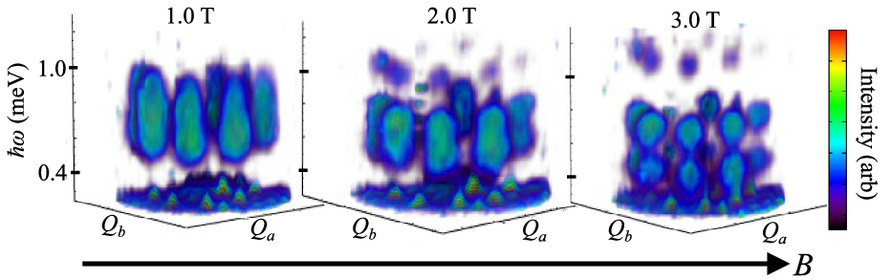 1.0 T
2.0 T
3.0 T
1.0
0.4
ħω (meV)
Q_b
Q_a
Q_b
Q_a
Q_b
Q_a
Intensity (arb)
B